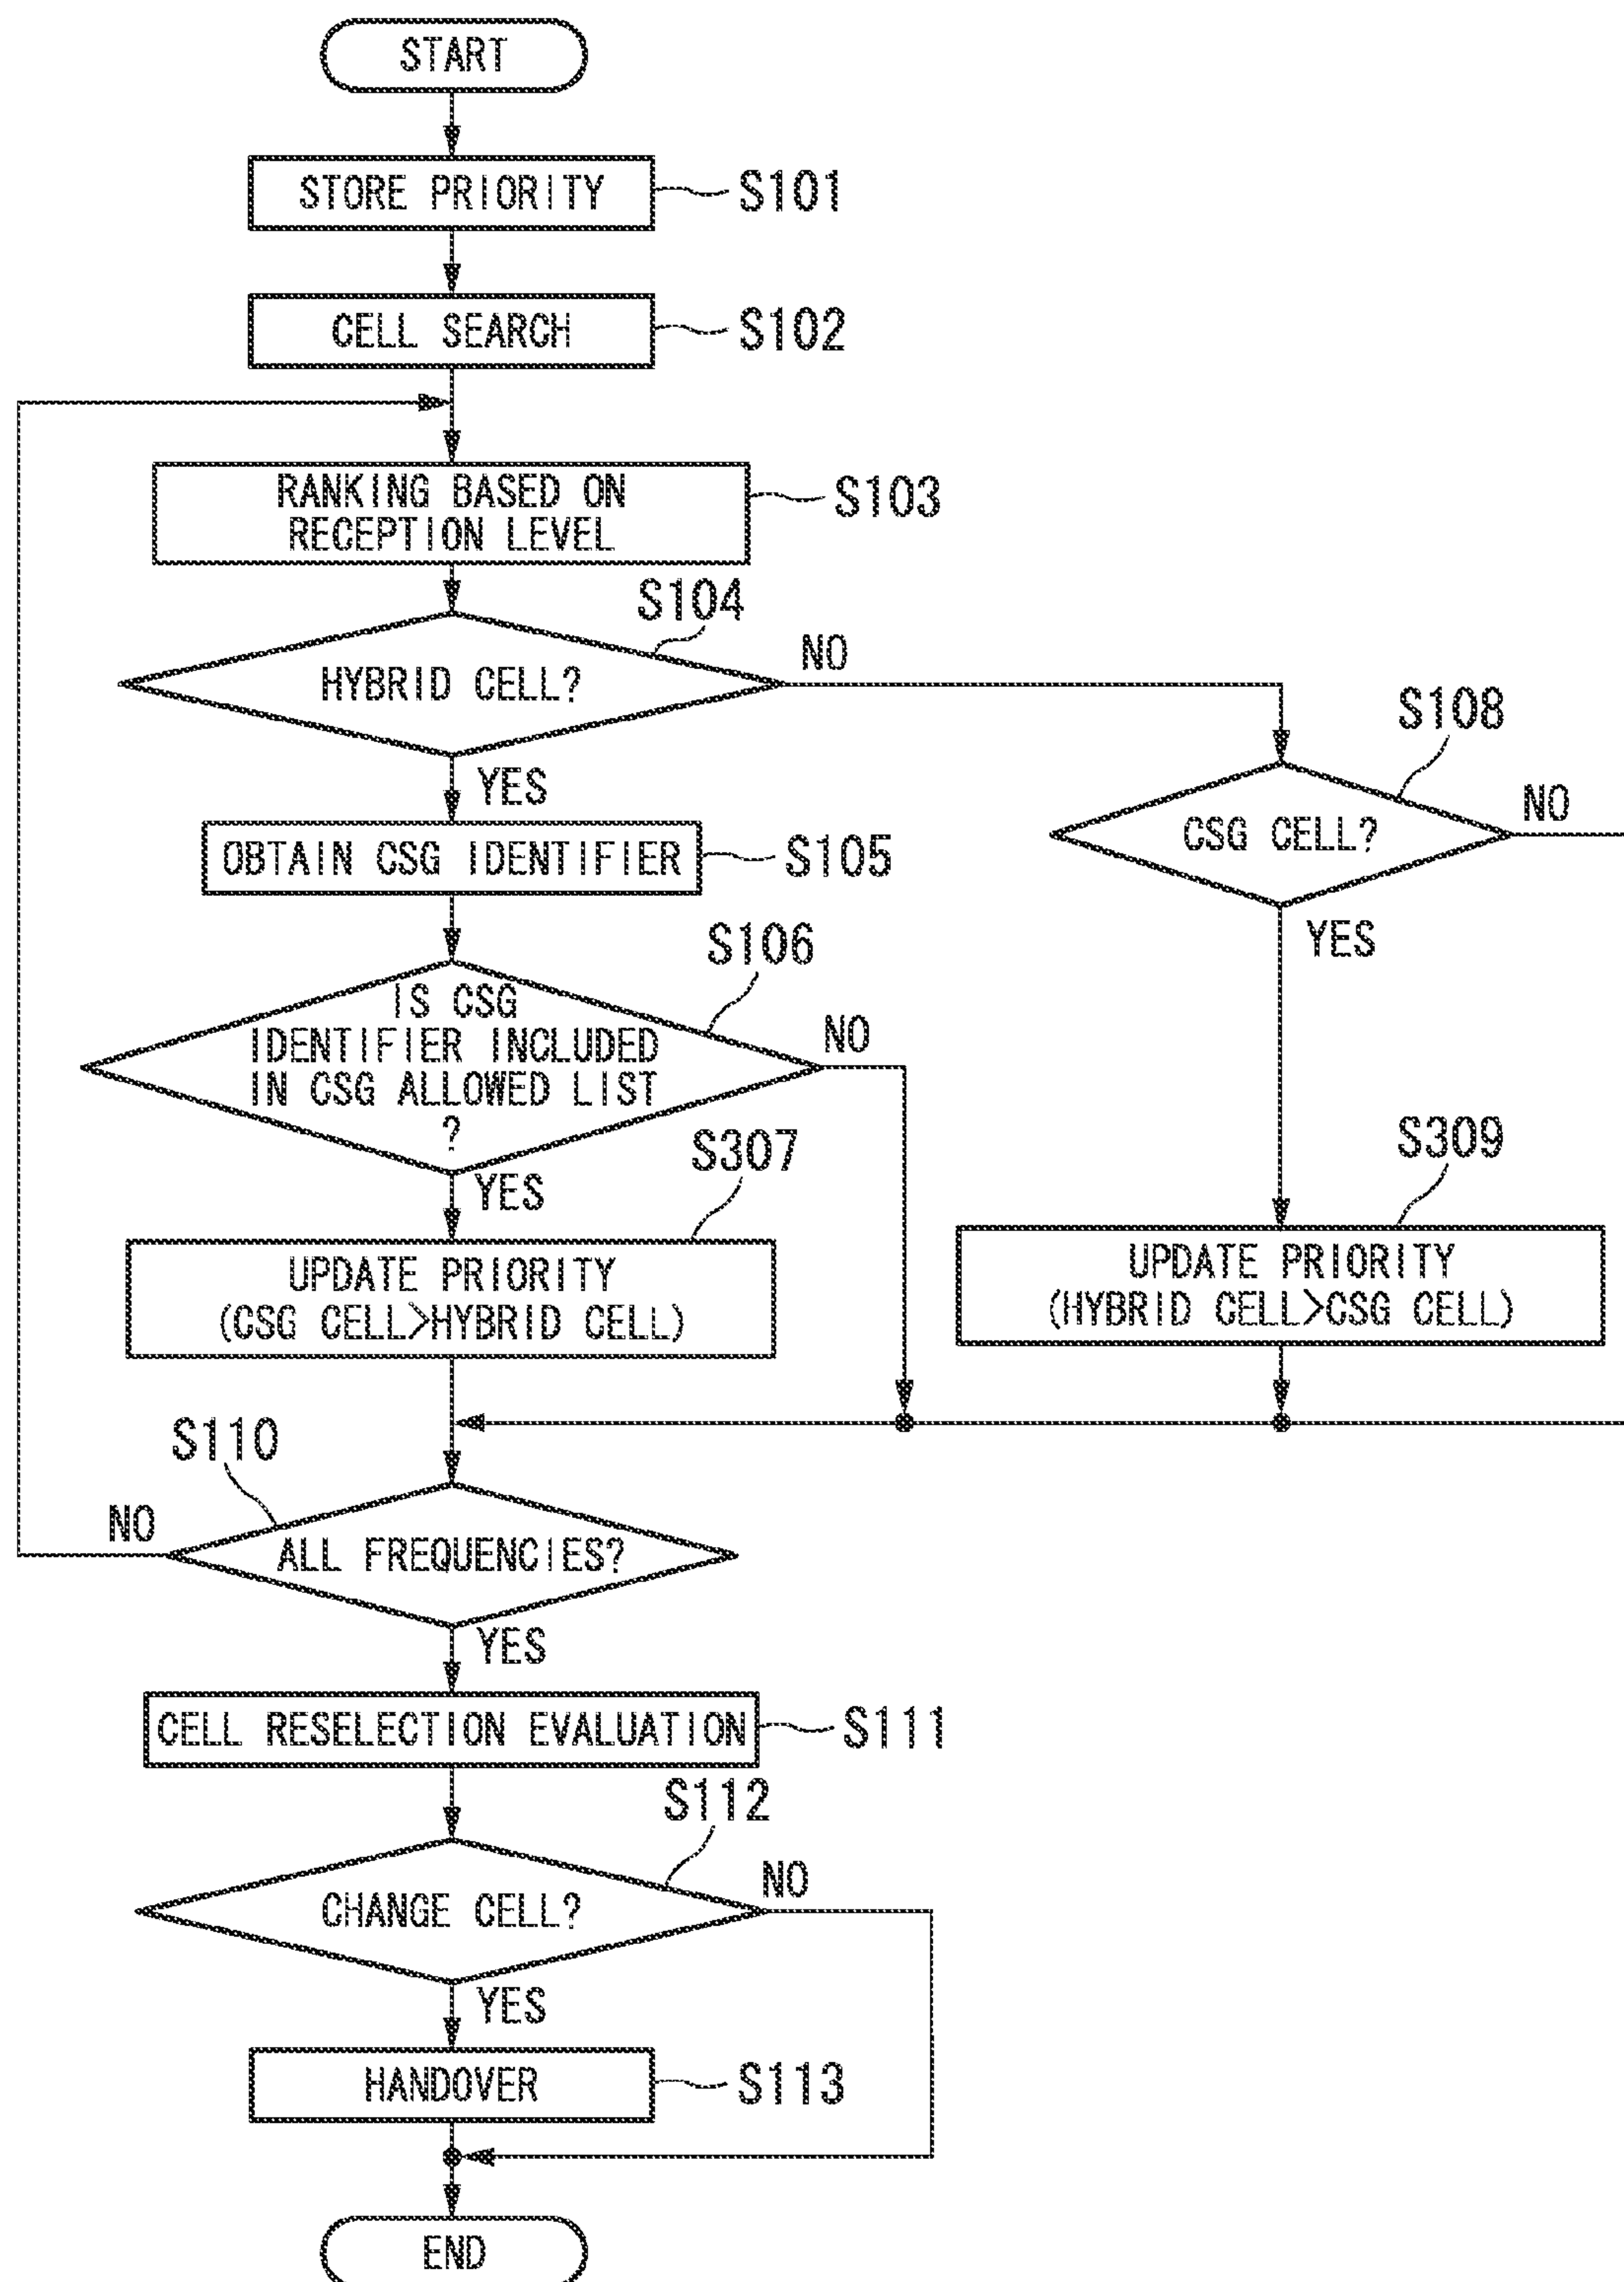 START
STORE PRIORITY
S101
CELL SEARCH
S102
RANKING BASED ON
RECEPTION LEVEL
S103
S104
HYBRID CELL?
NO
YES
S108
CSG CELL?
NO
YES
OBTAIN CSG IDENTIFIER
S105
S106
IS CSG
IDENTIFIER INCLUDED
IN CSG ALLOWED LIST
?
NO
YES
S307
UPDATE PRIORITY
(CSG CELL>HYBRID CELL)
S309
UPDATE PRIORITY
(HYBRID CELL>CSG CELL)
S110
ALL FREQUENCIES?
NO
YES
CELL RESELECTION EVALUATION
S111
S112
CHANGE CELL?
NO
YES
HANDOVER
S113
END